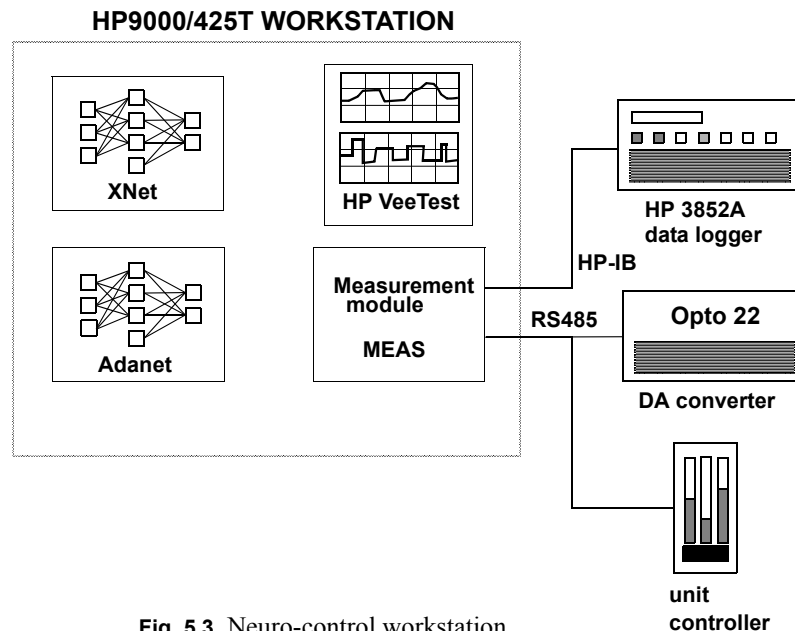 HP9000/425T WORKSTATION
XNet
HP VeeTest
HP 3852A
data logger
HP-IB
Measurement
module
MEAS
RS485
Opto 22
Adanet
DA converter
unit
controller
Fig. 5.3 Neuro-control workstation